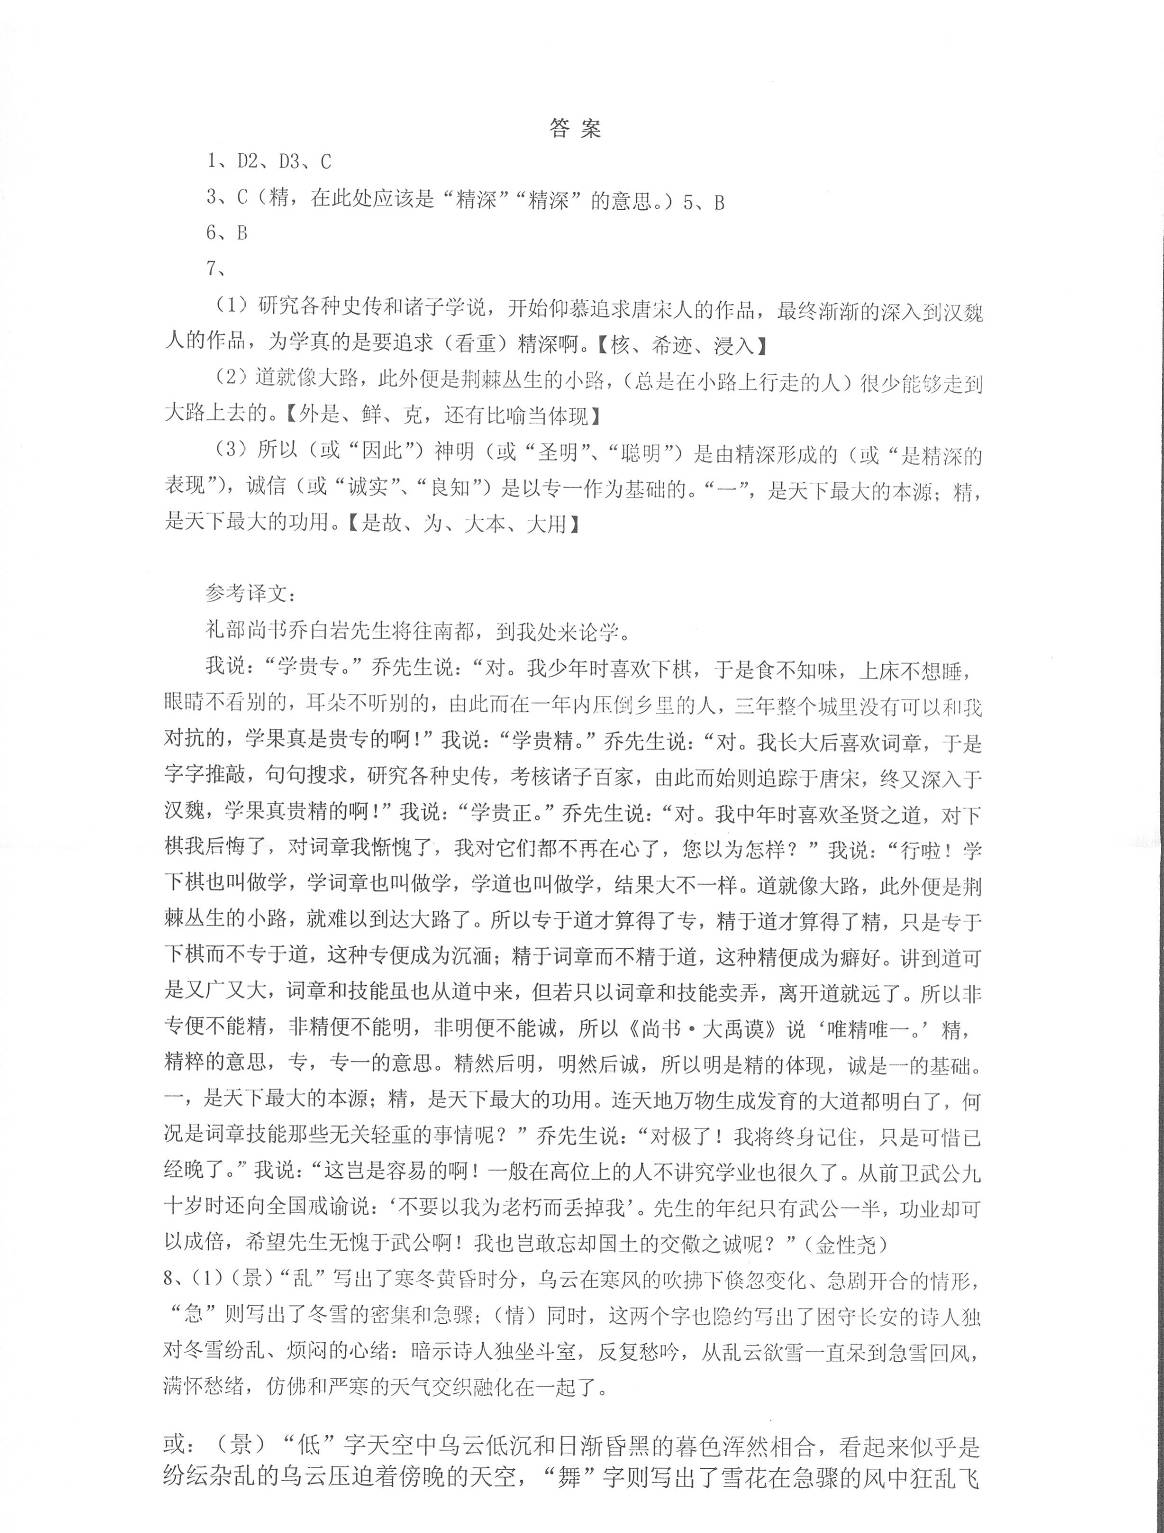 答 案
1、D2、D3、C
3、C（精，在此处应该是“精深”“精深”的意思。）5、B
6、B
7、
（1）研究各种史传和诸子学说，开始仰慕追求唐宋人的作品，最终渐渐的深入到汉魏
人的作品，为学真的是要追求（看重）精深啊。【核、希迹、浸入】
（2）道就像大路，此外便是荆棘丛生的小路，（总是在小路上行走的人）很少能够走到
大路上去的。【外是、鲜、克，还有比喻当体现】
（3）所以（或“因此”）神明（或“圣明”、“聪明”）是由精深形成的（或“是精深的
表现”），诚信（或“诚实”、“良知”）是以专一作为基础的。“一”，是天下最大的本源；精，
是天下最大的功用。【是故、为、大本、大用】
参考译文：
礼部尚书乔白岩先生将往南都，到我处来论学。
我说：“学贵专。”乔先生说：“对。我少年时喜欢下棋，于是食不知味，上床不想睡，
眼睛不看别的，耳朵不听别的，由此而在一年内压倒乡里的人，三年整个城里没有可以和我
对抗的，学果真是贵专的啊！”我说：“学贵精。”乔先生说：“对。我长大后喜欢词章，于是
字字推敲，句句搜求，研究各种史传，考核诸子百家，由此而始则追踪于唐宋，终又深入于
汉魏，学果真贵精的啊！”我说：“学贵正。”乔先生说：“对。我中年时喜欢圣贤之道，对下
棋我后悔了，对词章我惭愧了，我对它们都不再在心了，您以为怎样？”我说：“行啦！学
下棋也叫做学，学词章也叫做学，学道也叫做学，结果大不一样。道就像大路，此外便是荆
棘丛生的小路，就难以到达大路了。所以专于道才算得了专，精于道才算得了精，只是专于
下棋而不专于道，这种专便成为沉湎；精于词章而不精于道，这种精便成为癖好。讲到道可
是又广又大，词章和技能虽也从道中来，但若只以词章和技能卖弄，离开道就远了。所以非
专便不能精，非精便不能明，非明便不能诚，所以《尚书·大禹谟》说‘唯精唯一。’精，
精粹的意思，专，专一的意思。精然后明，明然后诚，所以明是精的体现，诚是一的基础。
一，是天下最大的本源；精，是天下最大的功用。连天地万物生成发育的大道都明白了，何
况是词章技能那些无关轻重的事情呢？”乔先生说：“对极了！我将终身记住，只是可惜已
经晚了。”我说：“这岂是容易的啊！一般在高位上的人不讲究学业也很久了。从前卫武公九
十岁时还向全国戒谕说：‘不要以我为老朽而丢掉我’。先生的年纪只有武公一半，功业却可
以成倍，希望先生无愧于武公啊！我也岂敢忘却国土的交儆之诚呢？”（金性尧）
8、（1）（景）“乱”写出了寒冬黄昏时分，乌云在寒风的吹拂下倏忽变化、急剧开合的情形，
“急”则写出了冬雪的密集和急骤；（情）同时，这两个字也隐约写出了困守长安的诗人独
对冬雪纷乱、烦闷的心绪：暗示诗人独坐斗室，反复愁吟，从乱云欲雪一直呆到急雪回风，
满怀愁绪，仿佛和严寒的天气交织融化在一起了。
或：（景）“低”字天空中乌云低沉和日渐昏黑的暮色浑然相合，看起来似乎是
纷纭杂乱的乌云压迫着傍晚的天空，“舞”字则写出了雪花在急骤的风中狂乱飞